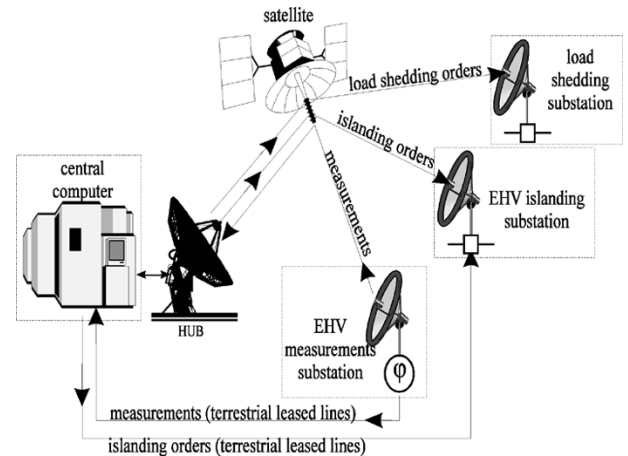 satellite
load shedding orders
load
shedding
substation
islanding orders
measurements
central
computer
EHV islanding
substation
HUB
EHV
measurements
substation
φ
measurements (terrestrial leased lines)
islanding orders (terrestrial leased lines)